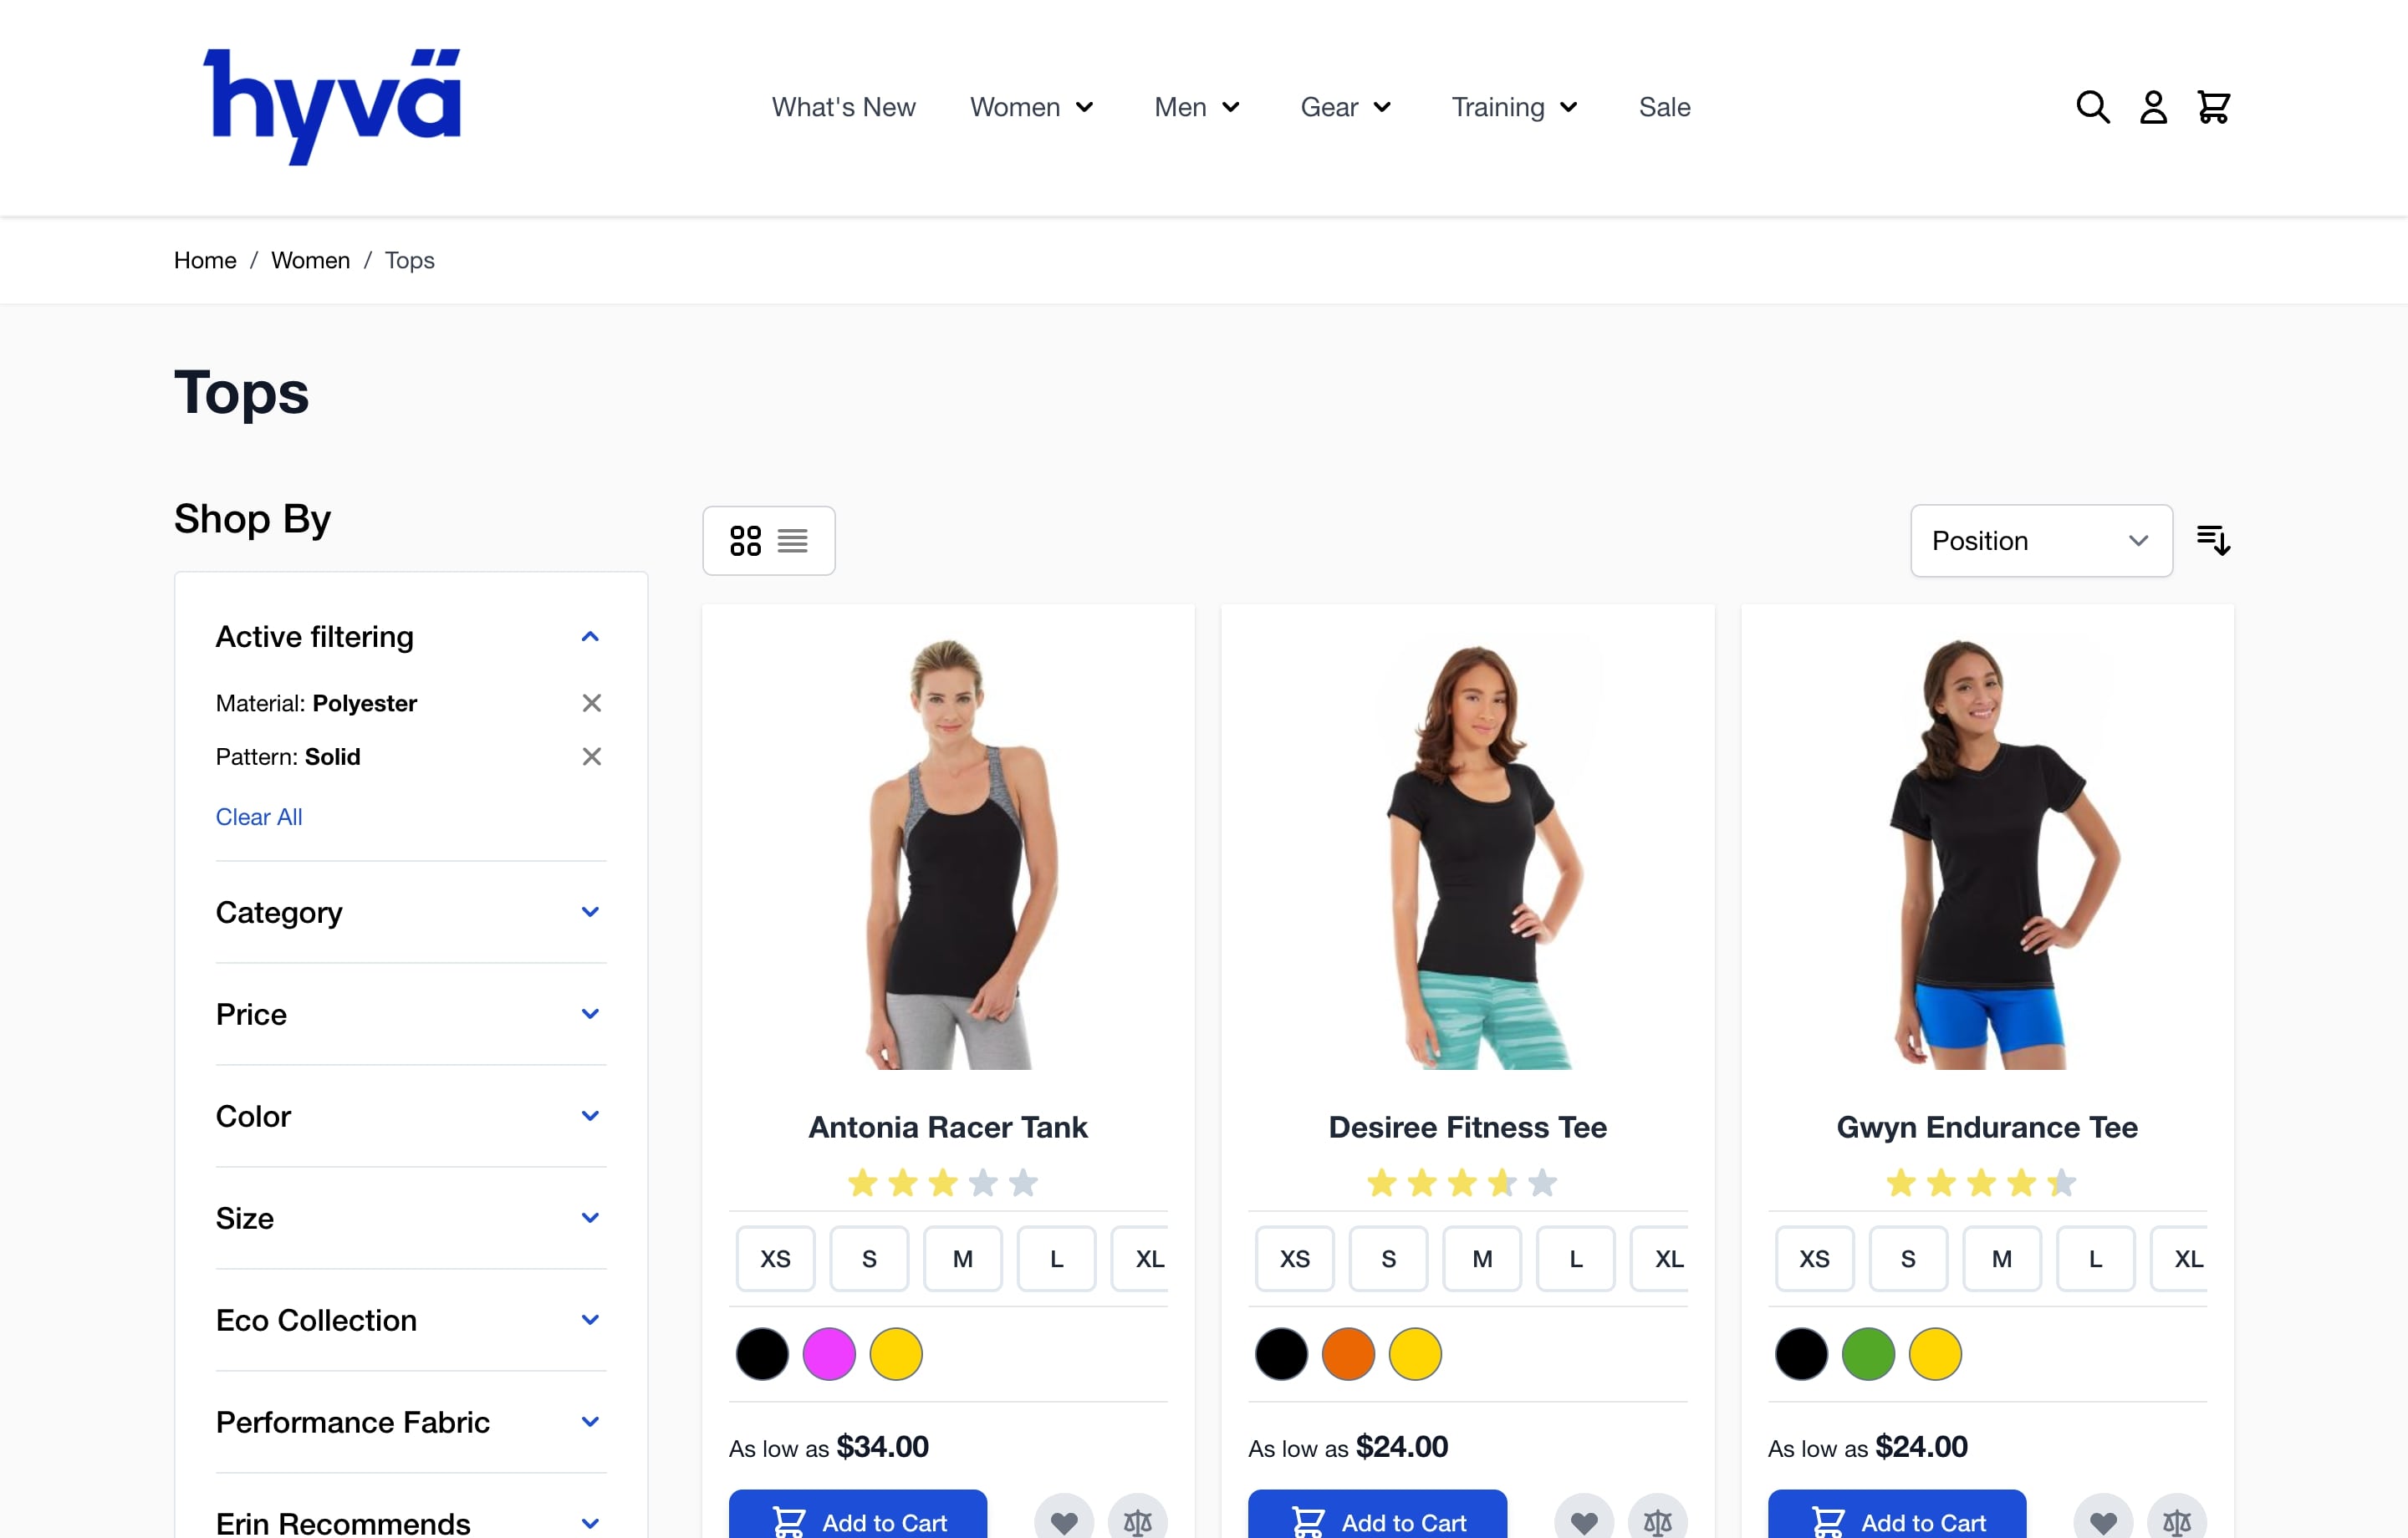 hyvä
What's New Women Men Gear Training Sale
Home / Women / Tops
Tops
Shop By
Active filtering
Material: Polyester
Pattern: Solid
Clear All
Category
Price
Color
Size
Eco Collection
Performance Fabric
Erin Recommends
Position
Antonia Racer Tank
XS S M L XL
As low as $34.00
Add to Cart
Desiree Fitness Tee
XS S M L XL
As low as $24.00
Add to Cart
Gwyn Endurance Tee
XS S M L XL
As low as $24.00
Add to Cart